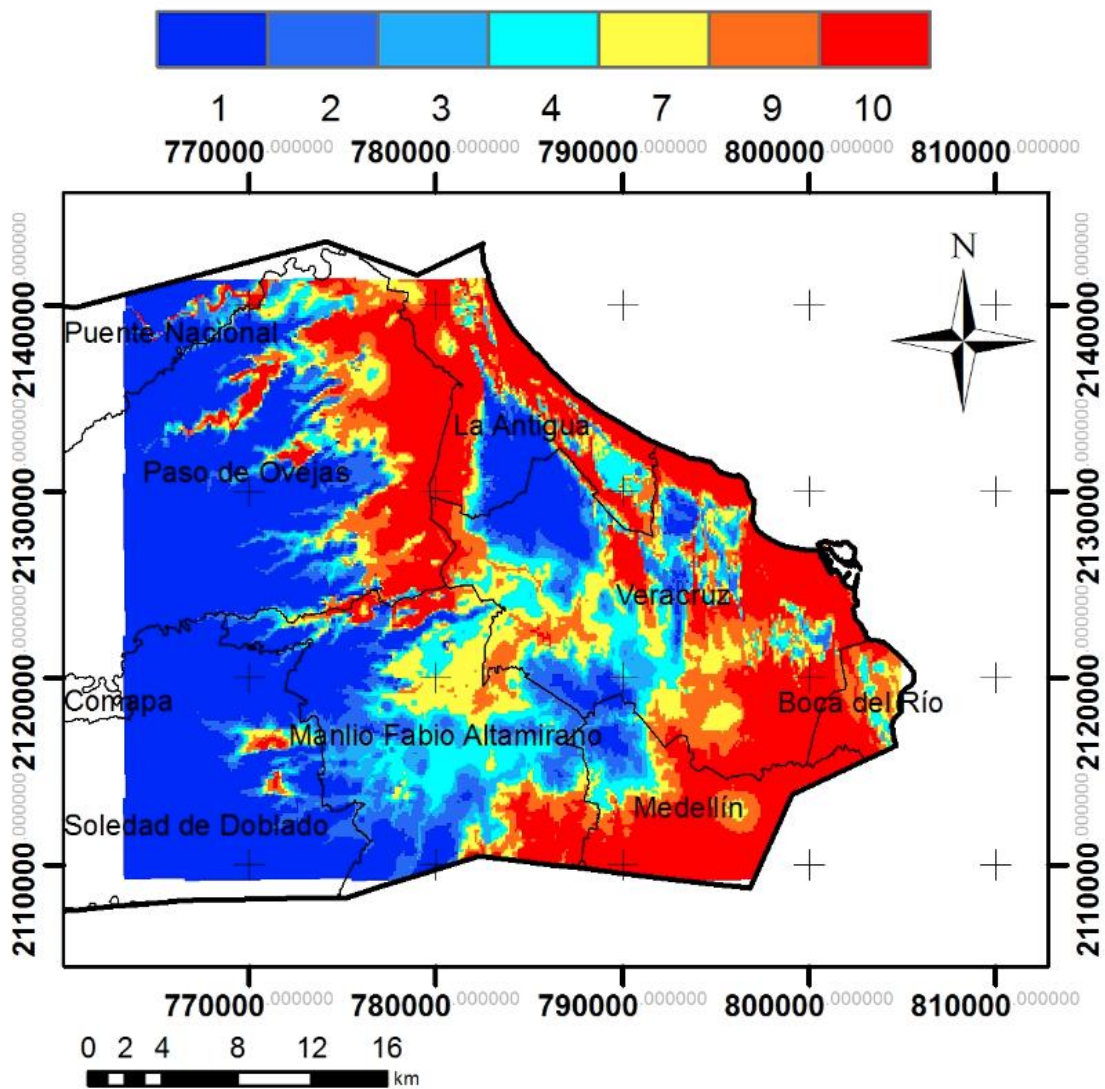 1 2 3 4 7 9 10
770000.000000 780000.000000 790000.000000 800000.000000 810000.000000
N
2140000.000000 2140000.000000
Puente Nacional
La Antigua
Paso de Ovejas
2130000.000000 2130000.000000
Veracruz
2120000.000000 2120000.000000
Comapa
Boca del Río
Manlio Fabio Altamirano
Medellín
Soledad de Doblado
2110000.000000 2110000.000000
770000.000000 780000.000000 790000.000000 800000.000000 810000.000000
0 2 4 8 12 16
km